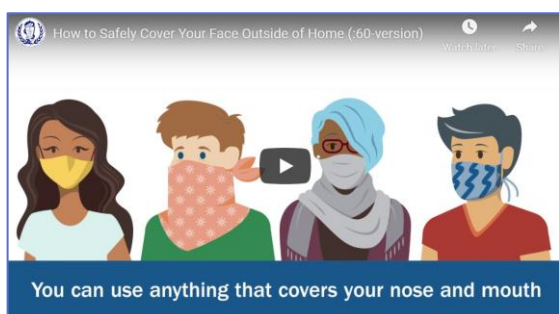 How to Safely Cover Your Face Outside of Home (:60-version)
Watch later
Share
You can use anything that covers your nose and mouth